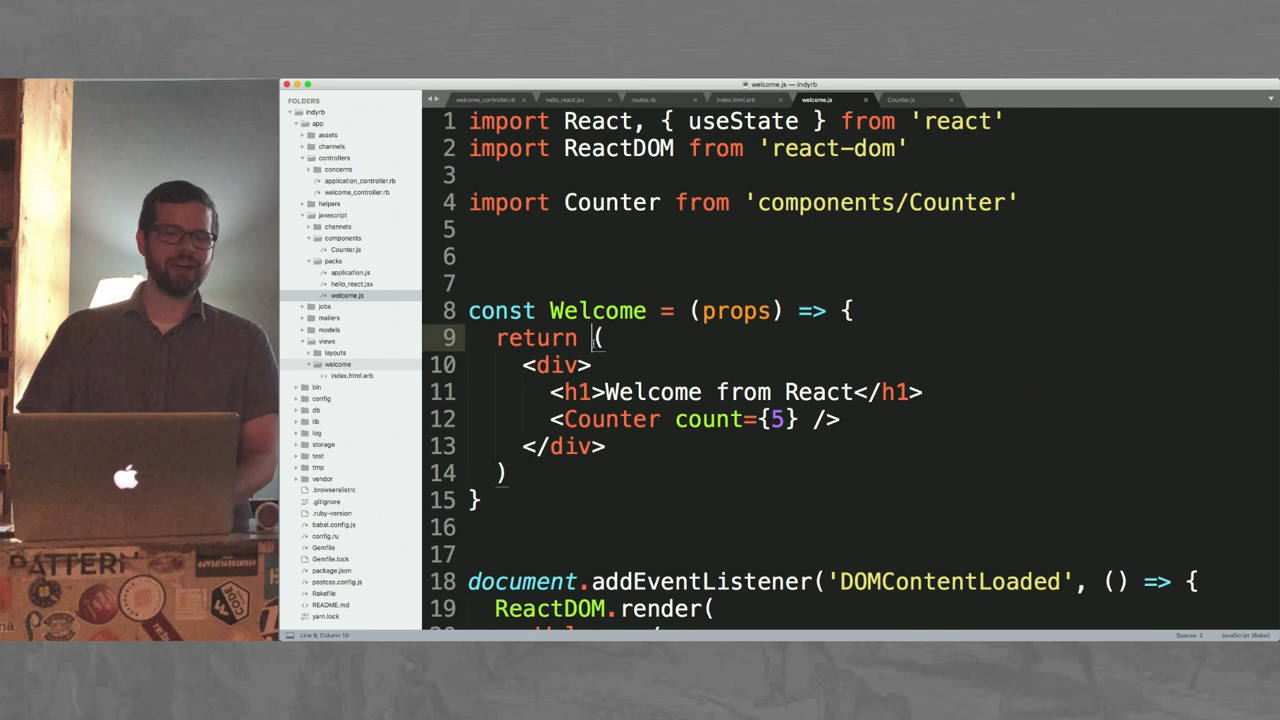 welcome.js — indyrb
FOLDERS
indyrb
app
assets
channels
controllers
concerns
application_controller.rb
welcome_controller.rb
helpers
javascript
channels
components
Counter.js
packs
application.js
hello_react.jsx
welcome.js
jobs
mailers
models
views
layouts
welcome
index.html.erb
bin
config
db
lib
log
storage
test
tmp
vendor
.browserslistrc
.gitignore
.ruby-version
babel.config.js
config.ru
Gemfile
Gemfile.lock
package.json
postcss.config.js
Rakefile
README.md
yarn.lock
welcome_controller.rb hello_react.jsx routes.rb index.html.erb welcome.js Counter.js
1 import React, { useState } from 'react'
2 import ReactDOM from 'react-dom'
3
4 import Counter from 'components/Counter'
5
6
7
8 const Welcome = (props) => {
9 return (
10 <div>
11 <h1>Welcome from React</h1>
12 <Counter count={5} />
13 </div>
14 )
15 }
16
17
18 document.addEventListener('DOMContentLoaded', () => {
19 ReactDOM.render(
Line 9, Column 10
Spaces: 2
JavaScript (Babel)
PATTERN
CODE